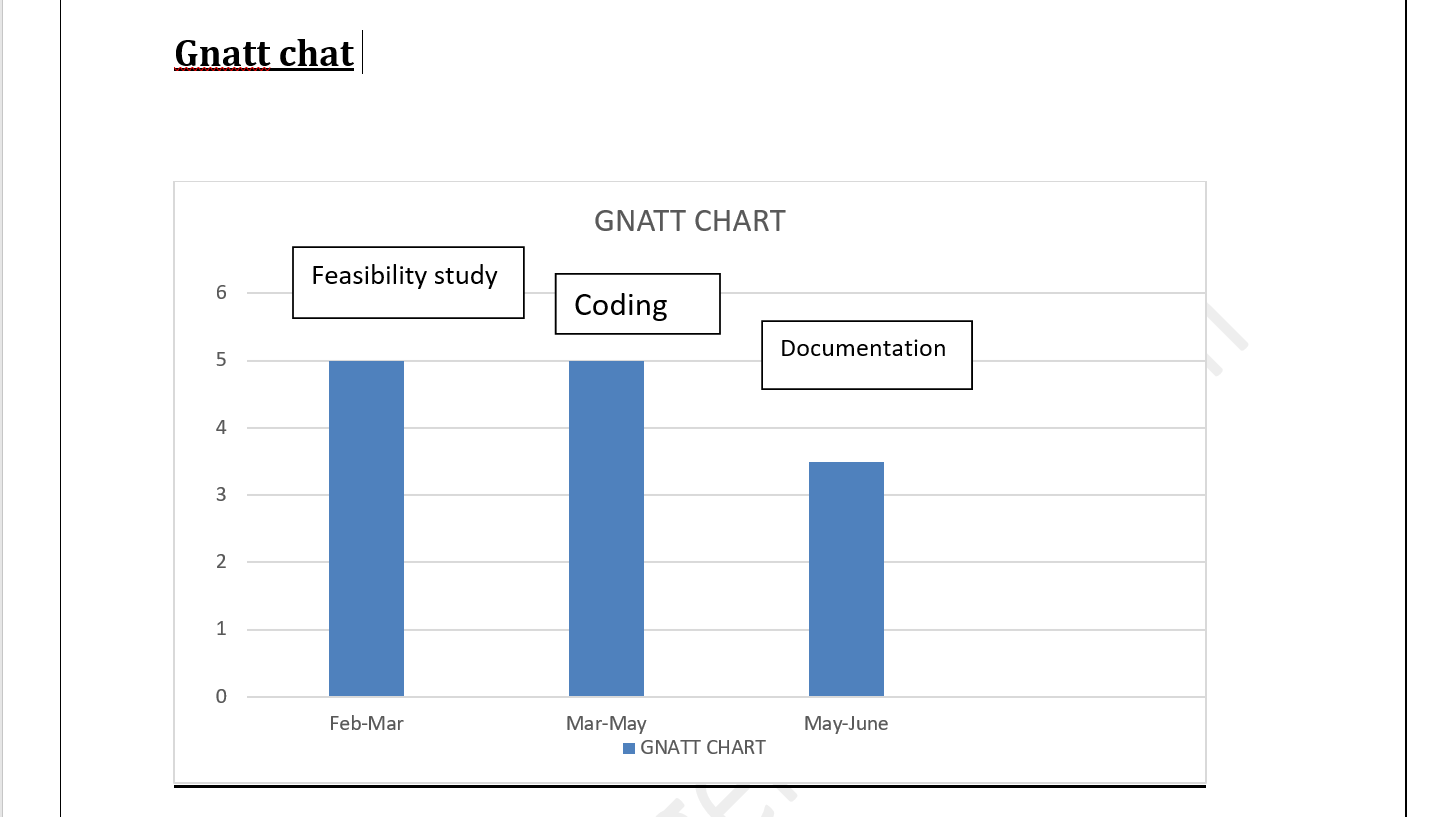 Gnatt chat
GNATT CHART
Feasibility study
Coding
Documentation
6
5
4
3
2
1
0
Feb-Mar Mar-May May-June
GNATT CHART